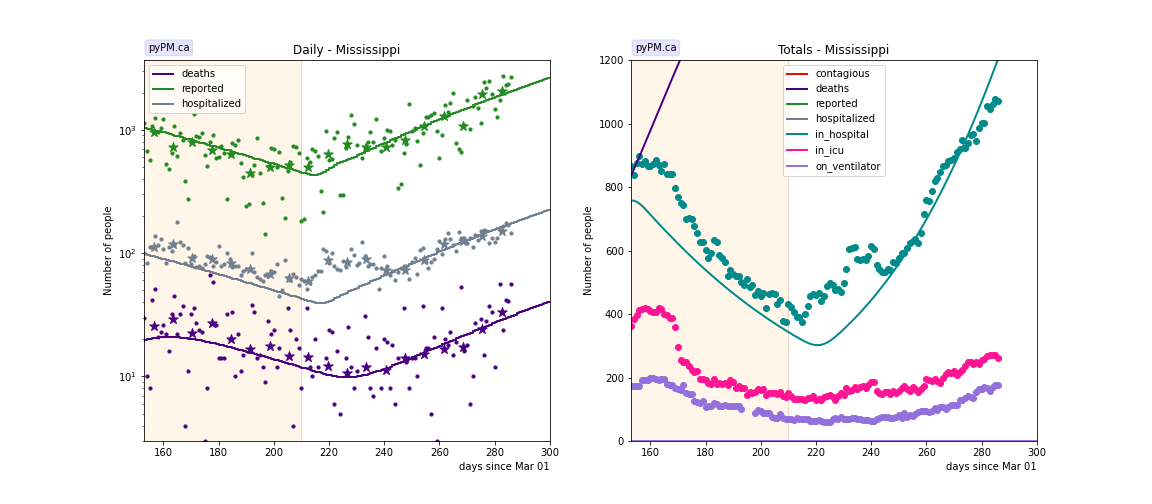 pyPM.ca
Daily - Mississippi
deaths
reported
hospitalized
Number of people
10³
10²
10¹
160 180 200 220 240 260 280 300
days since Mar 01
pyPM.ca
Totals - Mississippi
contagious
deaths
reported
hospitalized
in_hospital
in_icu
on_ventilator
Number of people
1200
1000
800
600
400
200
0
160 180 200 220 240 260 280 300
days since Mar 01